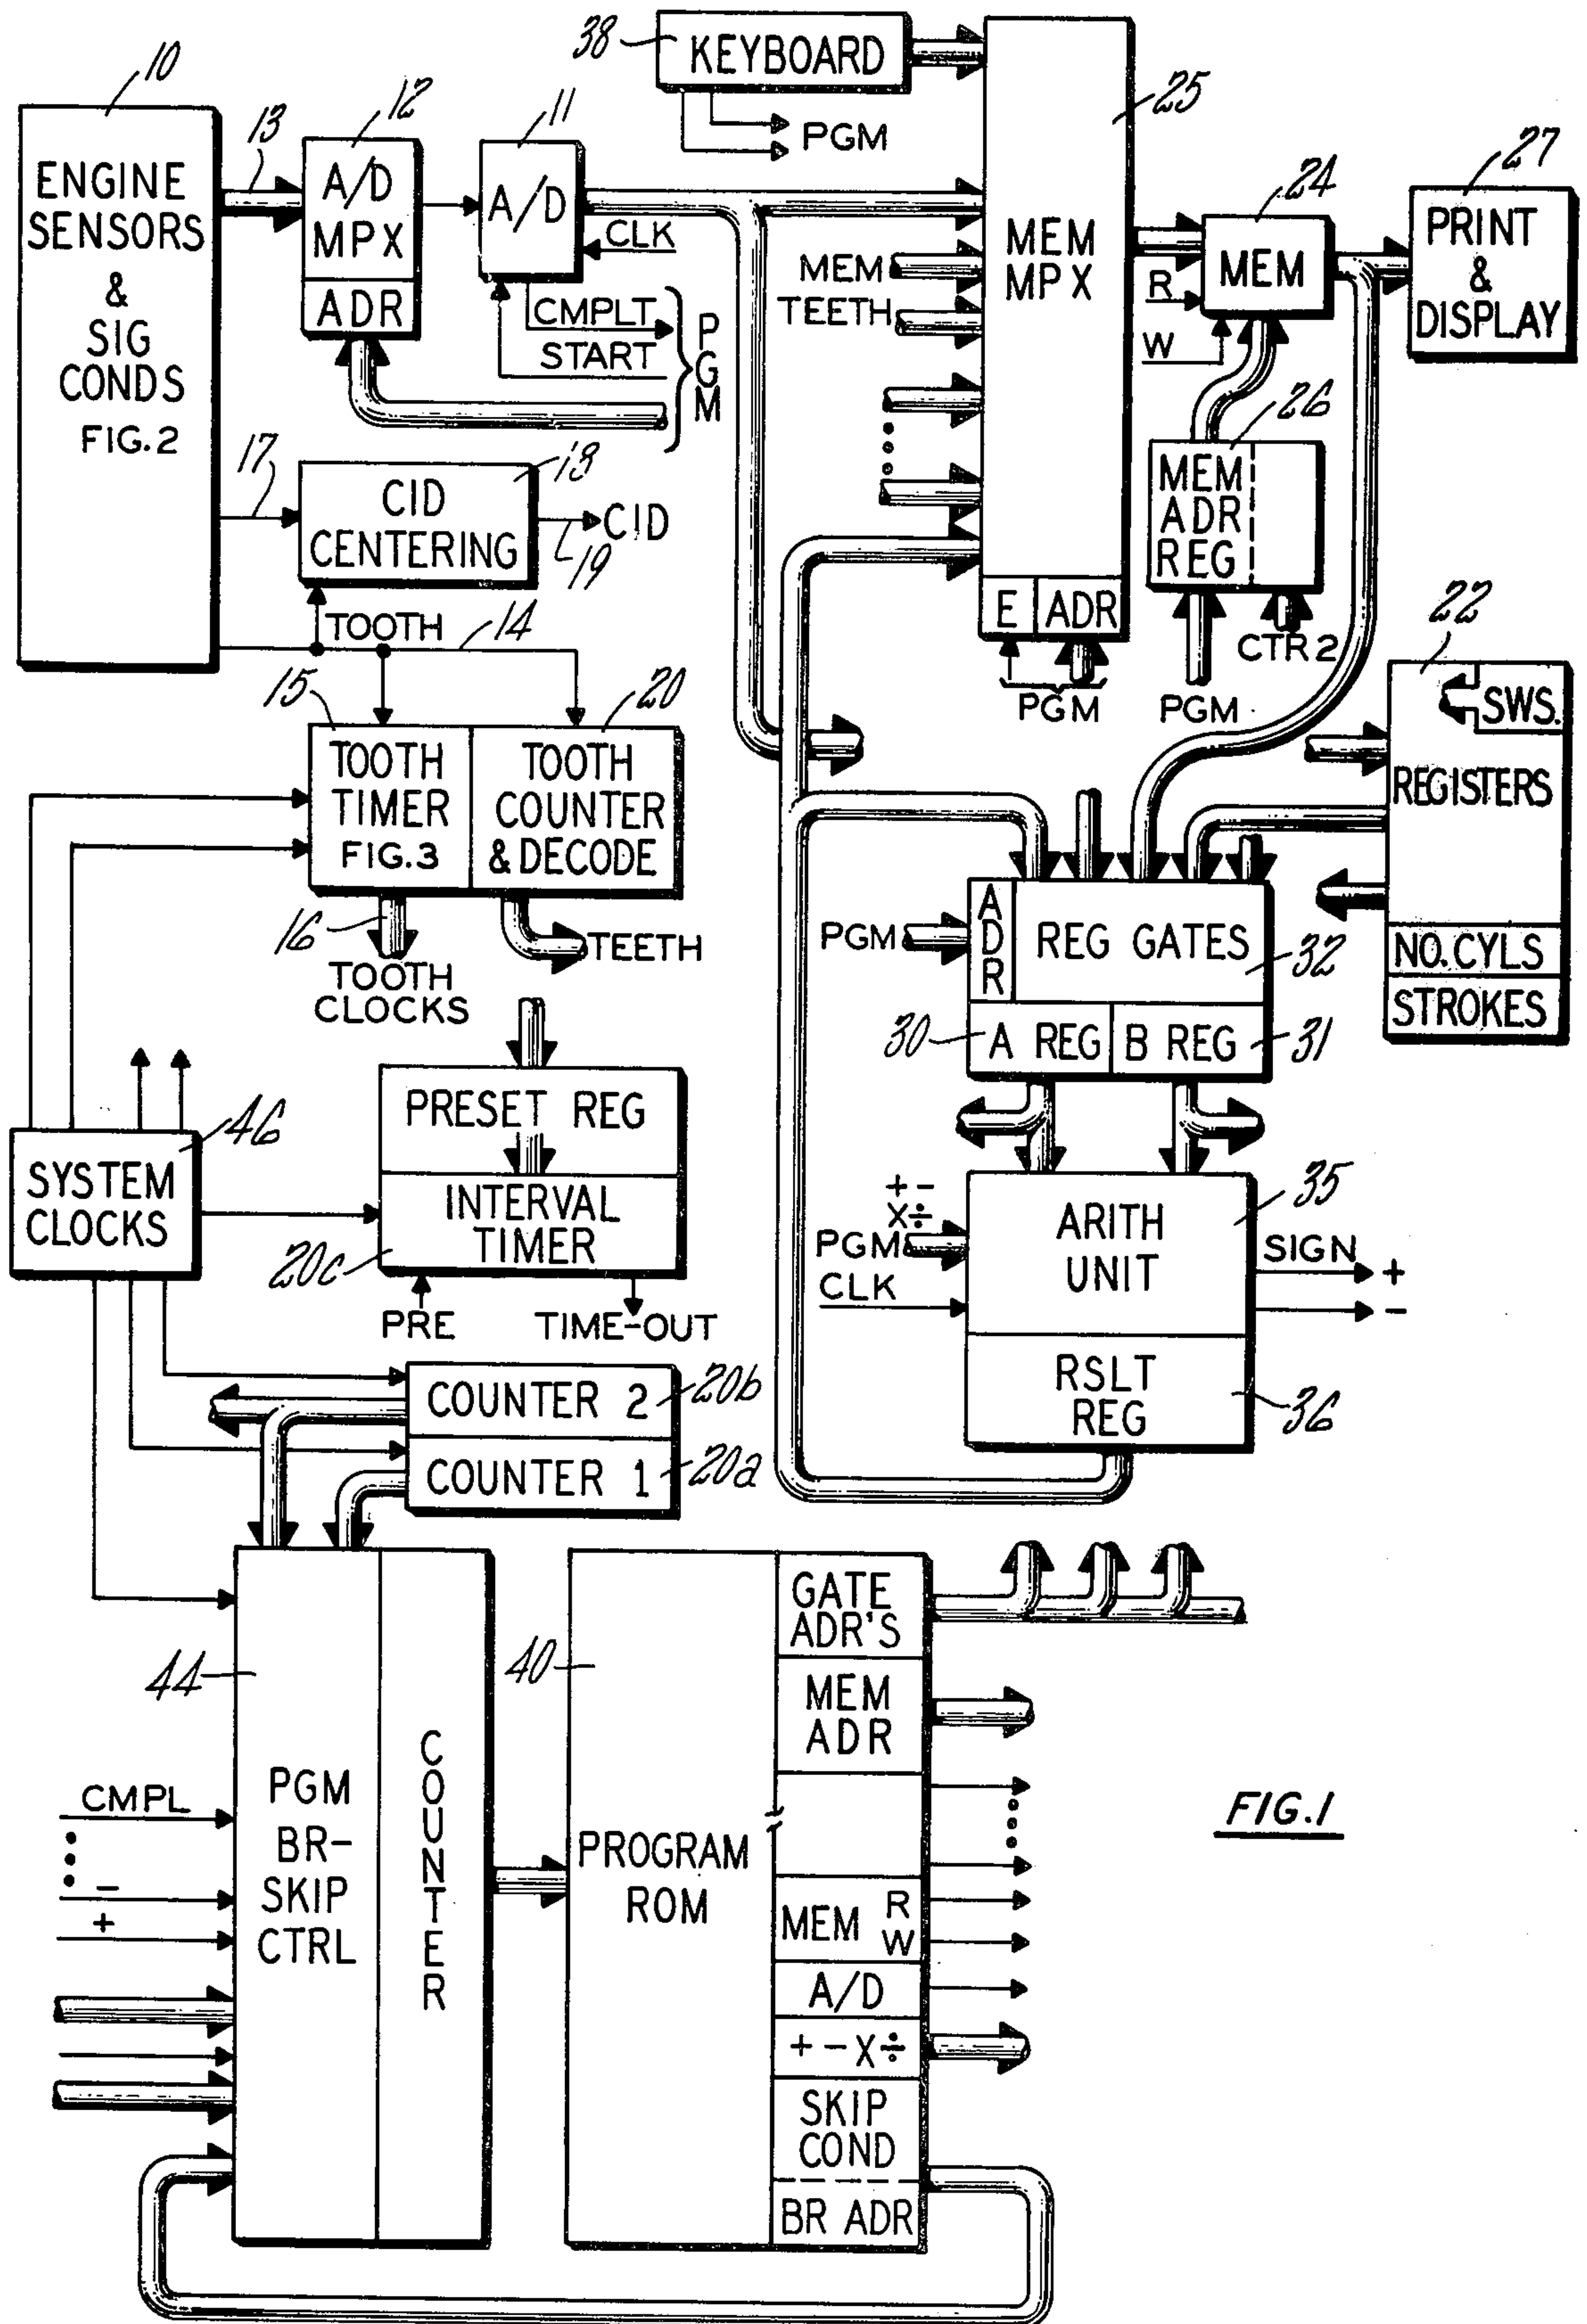 10
ENGINE
SENSORS
&
SIG
CONDS
FIG.2
13
12
A/D
MPX
ADR
11
A/D
CLK
CMPLT
START
PGM
38
KEYBOARD
PGM
25
MEM
MPX
MEM
TEETH
E
ADR
PGM
24
MEM
R
W
27
PRINT
&
DISPLAY
26
MEM
ADR
REG
PGM
CTR 2
17
18
CID
CENTERING
19
CID
TOOTH
14
15
TOOTH
TIMER
FIG.3
20
TOOTH
COUNTER
& DECODE
16
TOOTH
CLOCKS
TEETH
22
SWS.
REGISTERS
NO. CYLS
STROKES
PGM
ADR
REG GATES
32
30
A REG
B REG
31
46
SYSTEM
CLOCKS
PRESET REG
INTERVAL
TIMER
20c
PRE
TIME-OUT
+ -
X÷
PGM
CLK
ARITH
UNIT
35
SIGN
+
-
RSLT
REG
36
COUNTER 2
20b
COUNTER 1
20a
44
PGM
BR-
SKIP
CTRL
COUNTER
CMPL
-
+
40
PROGRAM
ROM
GATE
ADR'S
MEM
ADR
MEM R
W
A/D
+ - X ÷
SKIP
COND
BR ADR
FIG.1